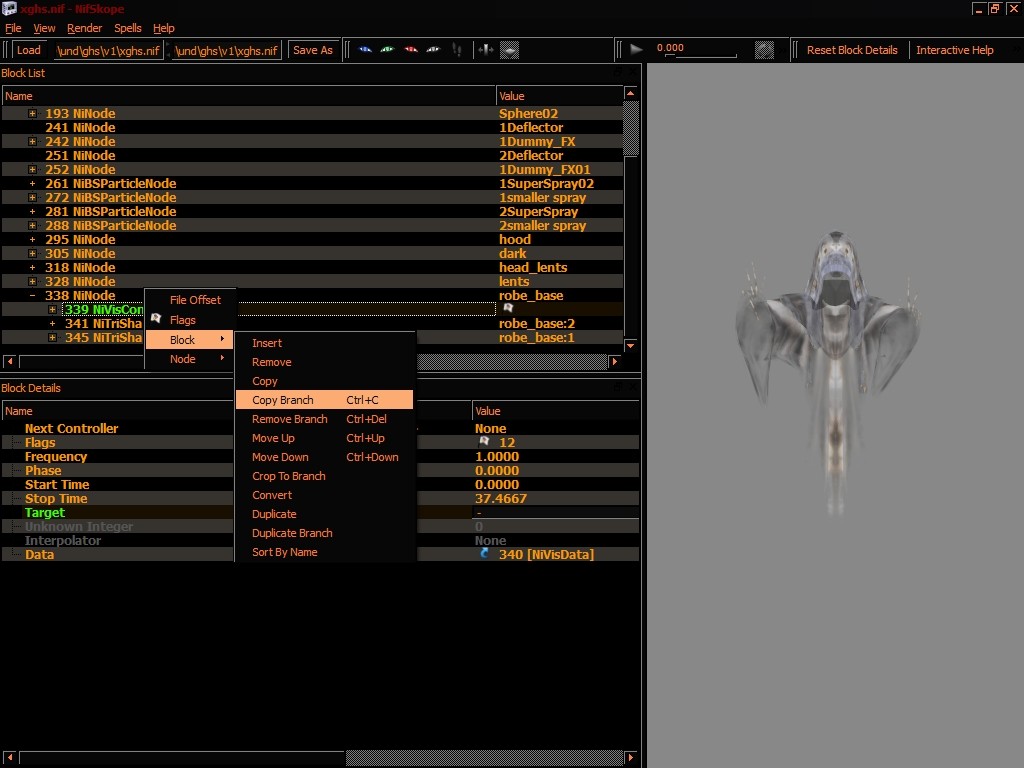 xghs.nif - NifSkope
File View Render Spells Help
Load \und\ghs\v1\xghs.nif \und\ghs\v1\xghs.nif Save As 0.000 Reset Block Details Interactive Help
Block List
Name Value
193 NiNode Sphere02
241 NiNode 1Deflector
242 NiNode 1Dummy_FX
251 NiNode 2Deflector
252 NiNode 1Dummy_FX01
261 NiBSParticleNode 1SuperSpray02
272 NiBSParticleNode 1smaller spray
281 NiBSParticleNode 2SuperSpray
288 NiBSParticleNode 2smaller spray
295 NiNode hood
305 NiNode dark
318 NiNode head_lents
328 NiNode lents
338 NiNode robe_base
339 NiVisCon
341 NiTriSha robe_base:2
345 NiTriSha robe_base:1
File Offset
Flags
Block
Node
Insert
Remove
Copy
Copy Branch Ctrl+C
Remove Branch Ctrl+Del
Move Up Ctrl+Up
Move Down Ctrl+Down
Crop To Branch
Convert
Duplicate
Duplicate Branch
Sort By Name
Block Details
Name Value
Next Controller None
Flags 12
Frequency 1.0000
Phase 0.0000
Start Time 0.0000
Stop Time 37.4667
Target -
Unknown Integer 0
Interpolator None
Data 340 [NiVisData]